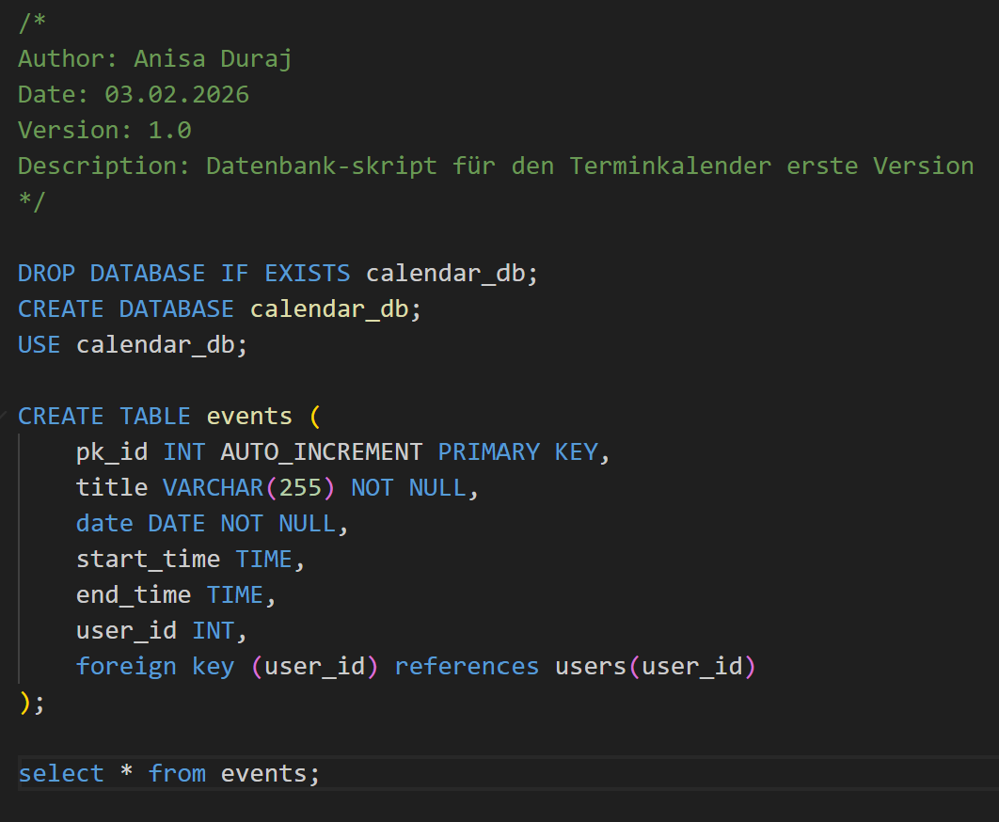 /*
Author: Anisa Duraj
Date: 03.02.2026
Version: 1.0
Description: Datenbank-skript für den Terminkalender erste Version
*/
DROP DATABASE IF EXISTS calendar_db;
CREATE DATABASE calendar_db;
USE calendar_db;
CREATE TABLE events (
pk_id INT AUTO_INCREMENT PRIMARY KEY,
title VARCHAR(255) NOT NULL,
date DATE NOT NULL,
start_time TIME,
end_time TIME,
user_id INT,
foreign key (user_id) references users(user_id)
);
select * from events;